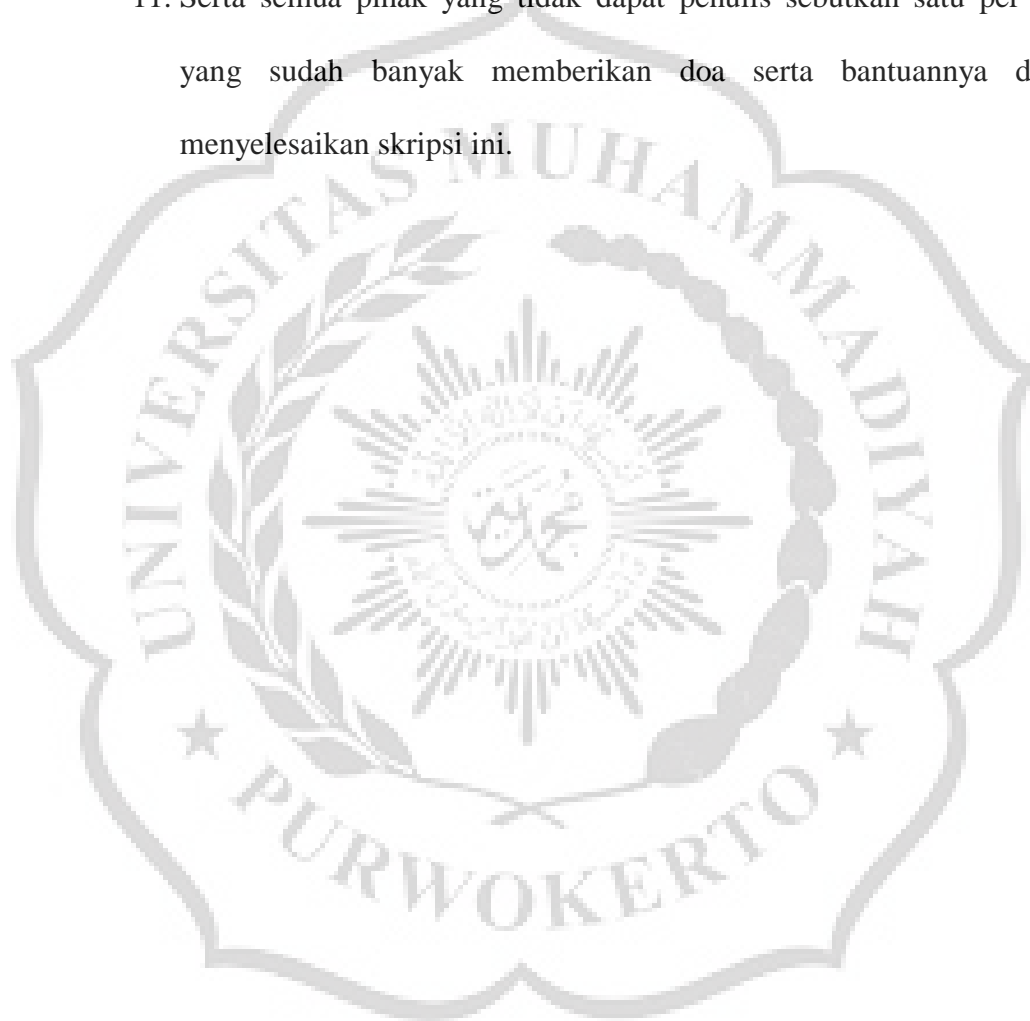 11. Serta semua pihak yang tidak dapat penulis sebutkan satu per
yang sudah banyak memberikan doa serta bantuannya d
menyelesaikan skripsi ini.
UNIVERSITAS MUHAMMADIYAH
PURWOKERTO